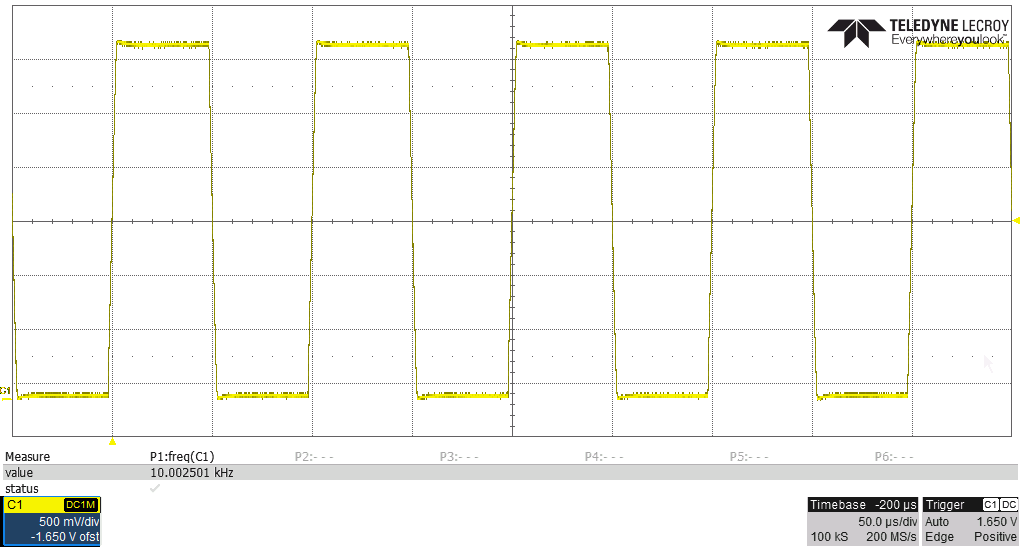 TELEDYNE LECROY
Everywhereyoulook™
C1
Measure P1:freq(C1) P2:- - - P3:- - - P4:- - - P5:- - - P6:- - -
value 10.002501 kHz
status
C1 DC1M
500 mV/div
-1.650 V ofst
Timebase -200 µs
50.0 µs/div
100 kS 200 MS/s
Trigger C1 DC
Auto 1.650 V
Edge Positive